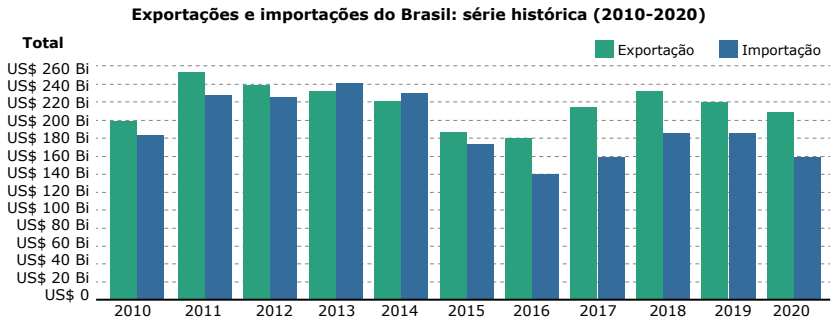 Exportações e importações do Brasil: série histórica (2010-2020)
Total
Exportação Importação
US$ 260 Bi
US$ 240 Bi
US$ 220 Bi
US$ 200 Bi
US$ 180 Bi
US$ 160 Bi
US$ 140 Bi
US$ 120 Bi
US$ 100 Bi
US$ 80 Bi
US$ 60 Bi
US$ 40 Bi
US$ 20 Bi
US$ 0
2010 2011 2012 2013 2014 2015 2016 2017 2018 2019 2020